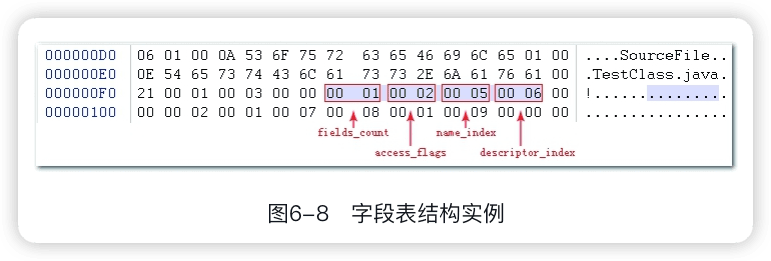 000000D0 06 01 00 0A 53 6F 75 72 63 65 46 69 6C 65 01 00 ....SourceFile..
000000E0 0E 54 65 73 74 43 6C 61 73 73 2E 6A 61 76 61 00 .TestClass.java.
000000F0 21 00 01 00 03 00 00 00 01 00 02 00 05 00 06 00 !...............
00000100 00 00 02 00 01 00 07 00 08 00 01 00 09 00 00 00 ................
fields_count name_index
access_flags descriptor_index
图6-8 字段表结构实例